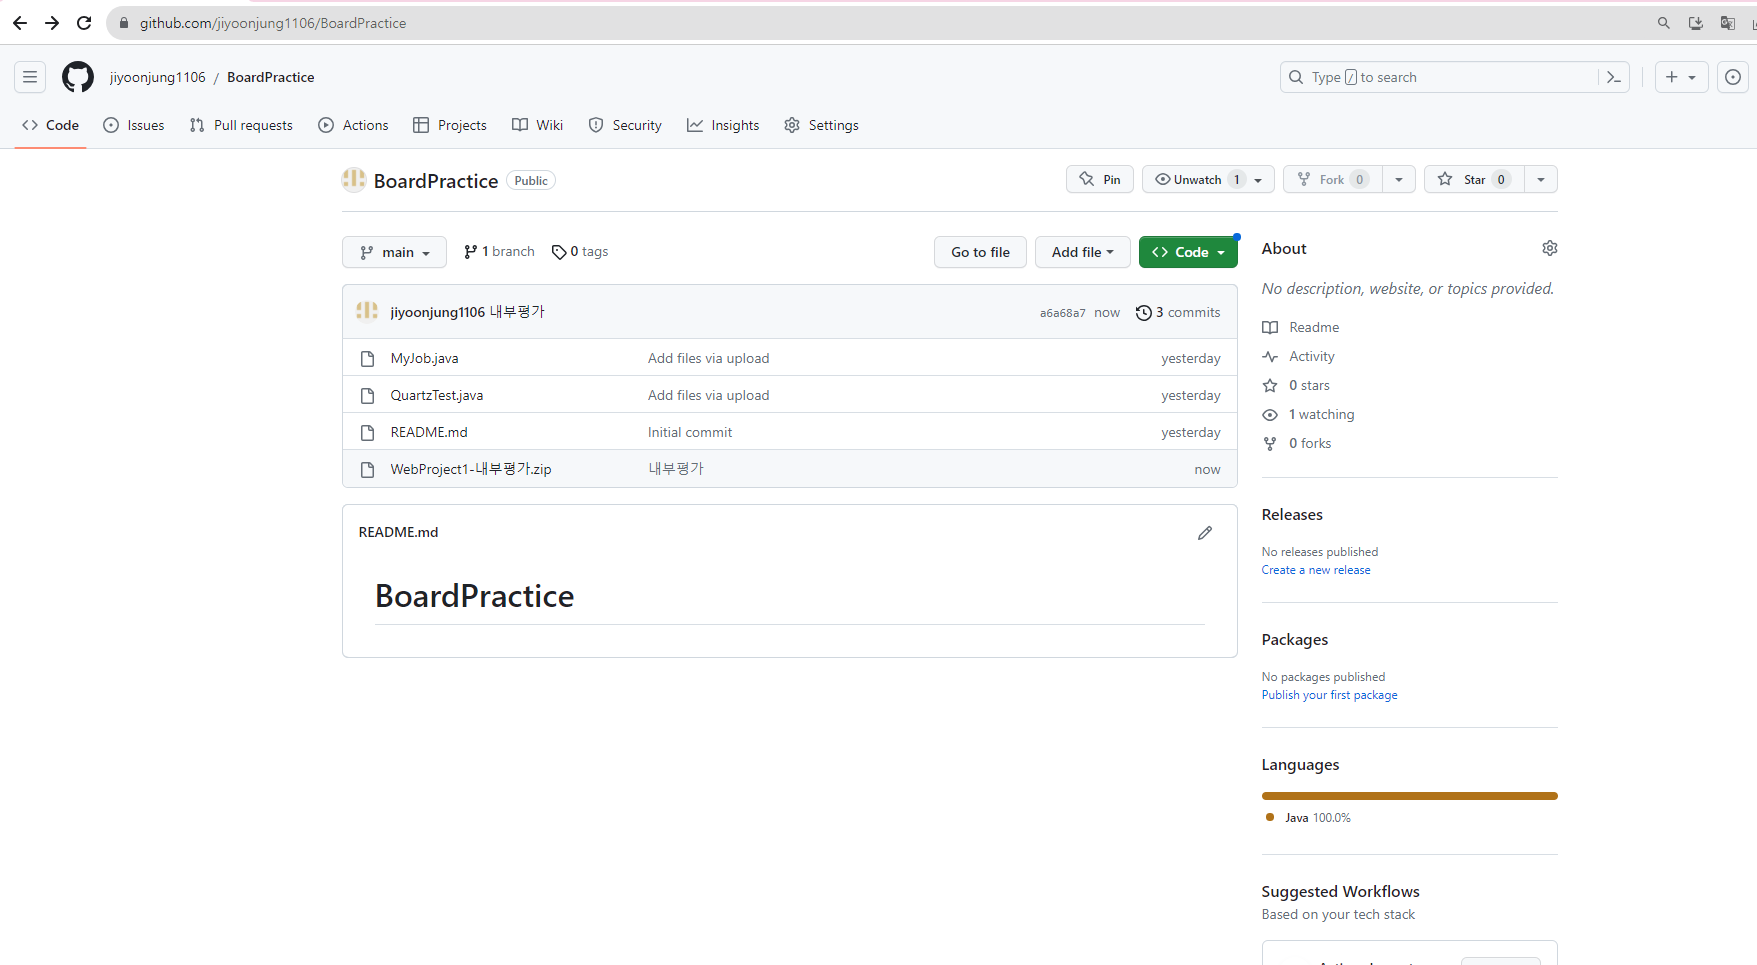 github.com/jiyoonjung1106/BoardPractice
jiyoonjung1106 / BoardPractice
Type / to search
Code Issues Pull requests Actions Projects Wiki Security Insights Settings
BoardPractice Public
Pin Unwatch 1 Fork 0 Star 0
main 1 branch 0 tags
Go to file Add file Code
jiyoonjung1106 내부평가 a6a68a7 now 3 commits
MyJob.java Add files via upload yesterday
QuartzTest.java Add files via upload yesterday
README.md Initial commit yesterday
WebProject1-내부평가.zip 내부평가 now
README.md
BoardPractice
About
No description, website, or topics provided.
Readme
Activity
0 stars
1 watching
0 forks
Releases
No releases published
Create a new release
Packages
No packages published
Publish your first package
Languages
Java 100.0%
Suggested Workflows
Based on your tech stack